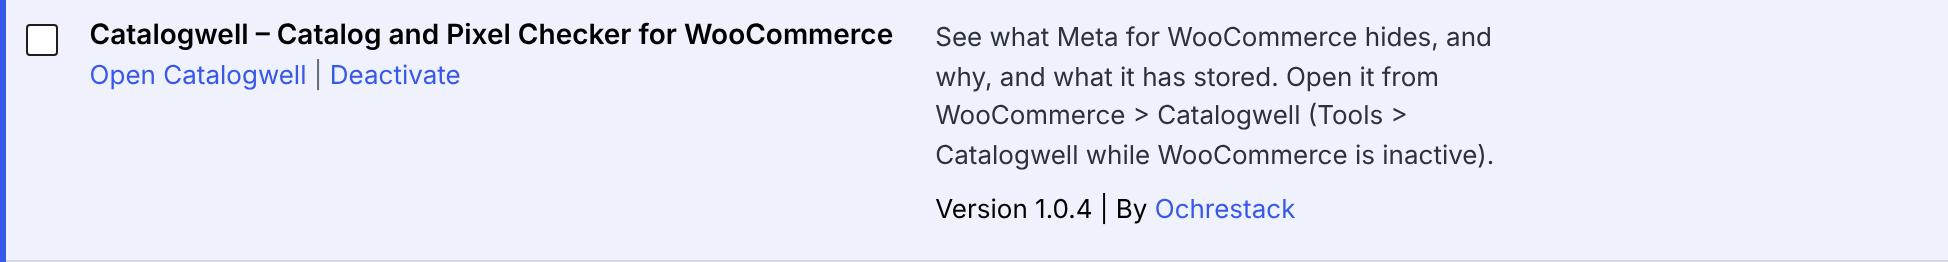 Catalogwell – Catalog and Pixel Checker for WooCommerce
Open Catalogwell | Deactivate
See what Meta for WooCommerce hides, and
why, and what it has stored. Open it from
WooCommerce > Catalogwell (Tools >
Catalogwell while WooCommerce is inactive).
Version 1.0.4 | By Ochrestack